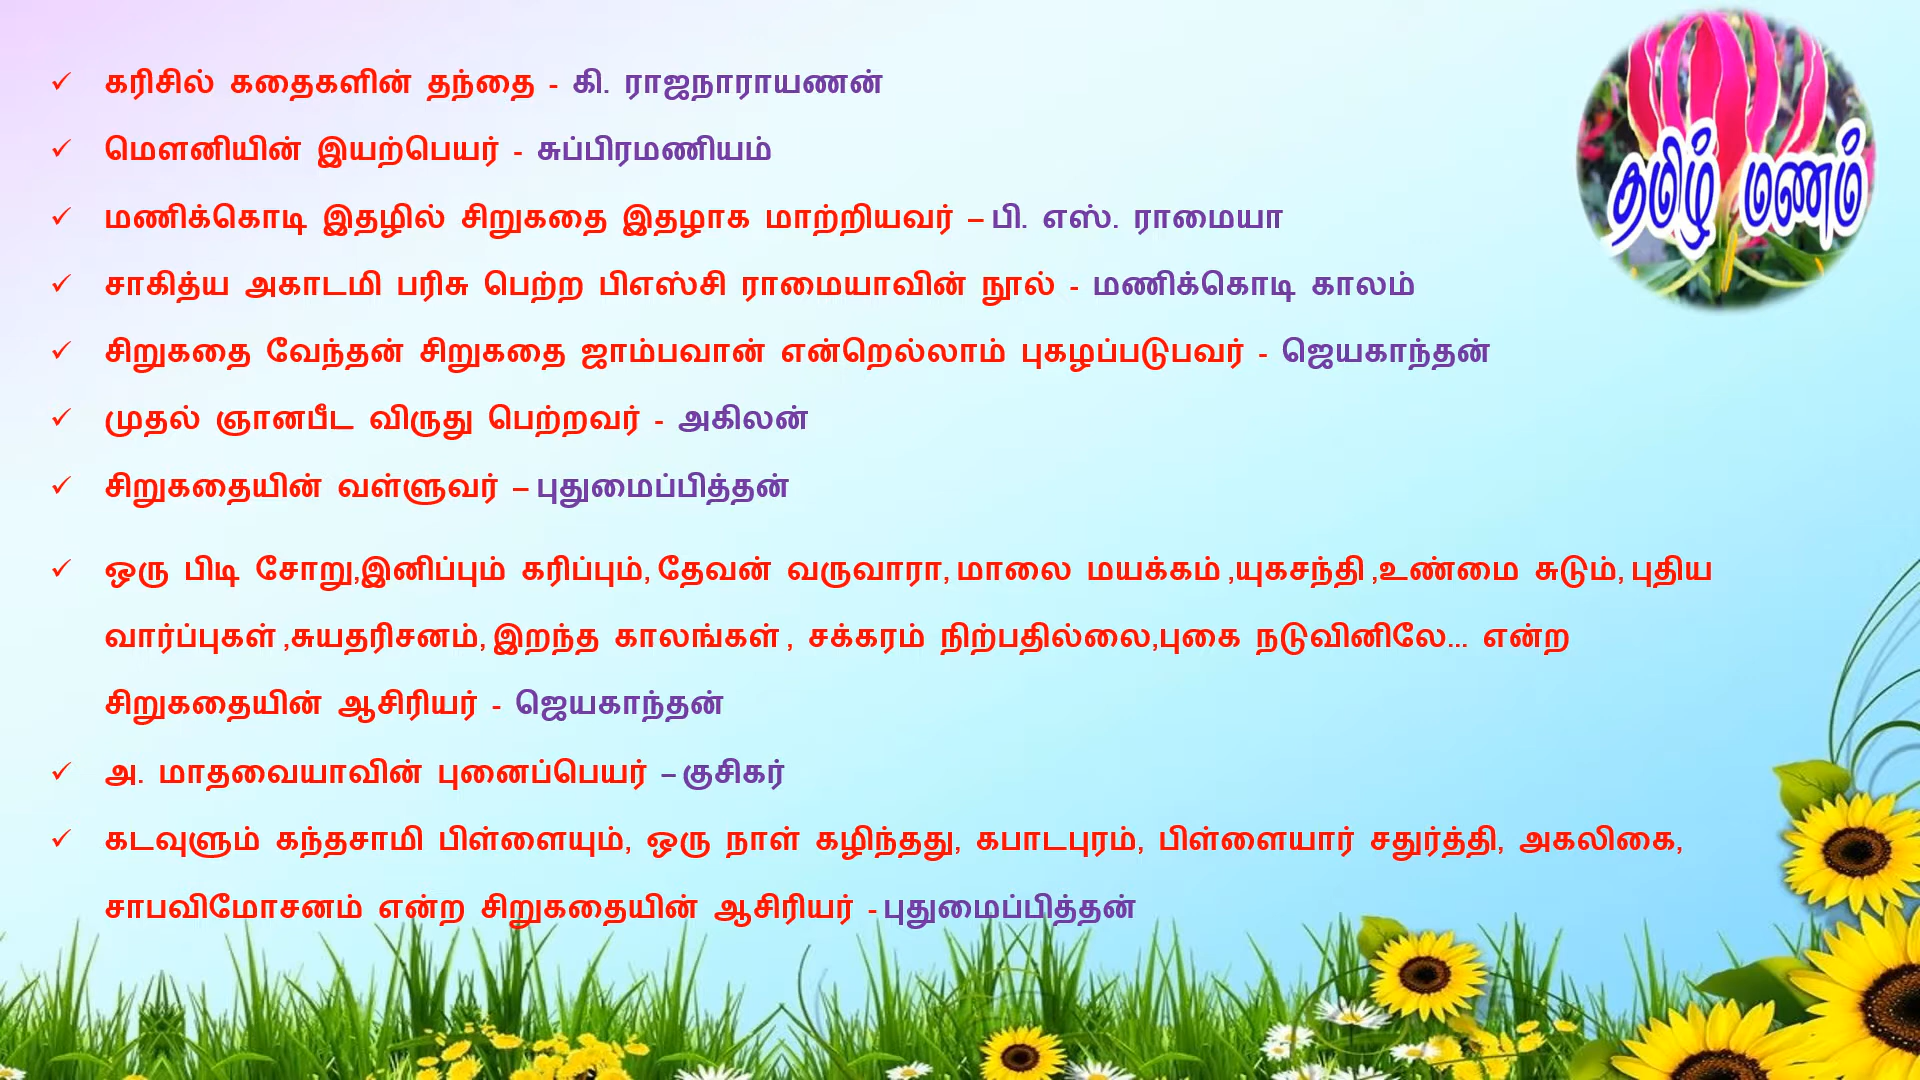 ✓ கரிசில் கதைகளின் தந்தை - கி. ராஜநாராயணன்
✓ மௌனியின் இயற்பெயர் - சுப்பிரமணியம்
✓ மணிக்கொடி இதழில் சிறுகதை இதழாக மாற்றியவர் – பி. எஸ். ராமையா
✓ சாகித்ய அகாடமி பரிசு பெற்ற பிஎஸ்சி ராமையாவின் நூல் - மணிக்கொடி காலம்
✓ சிறுகதை வேந்தன் சிறுகதை ஜாம்பவான் என்றெல்லாம் புகழப்படுபவர் - ஜெயகாந்தன்
✓ முதல் ஞானபீட விருது பெற்றவர் - அகிலன்
✓ சிறுகதையின் வள்ளுவர் – புதுமைப்பித்தன்
✓ ஒரு பிடி சோறு,இனிப்பும் கரிப்பும், தேவன் வருவாரா, மாலை மயக்கம் ,யுகசந்தி ,உண்மை சுடும், புதிய
வார்ப்புகள் ,சுயதரிசனம், இறந்த காலங்கள் , சக்கரம் நிற்பதில்லை,புகை நடுவினிலே... என்ற
சிறுகதையின் ஆசிரியர் - ஜெயகாந்தன்
✓ அ. மாதவையாவின் புனைப்பெயர் – குசிகர்
✓ கடவுளும் கந்தசாமி பிள்ளையும், ஒரு நாள் கழிந்தது, கபாடபுரம், பிள்ளையார் சதுர்த்தி, அகலிகை,
சாபவிமோசனம் என்ற சிறுகதையின் ஆசிரியர் - புதுமைப்பித்தன்
தமிழ் மணம்